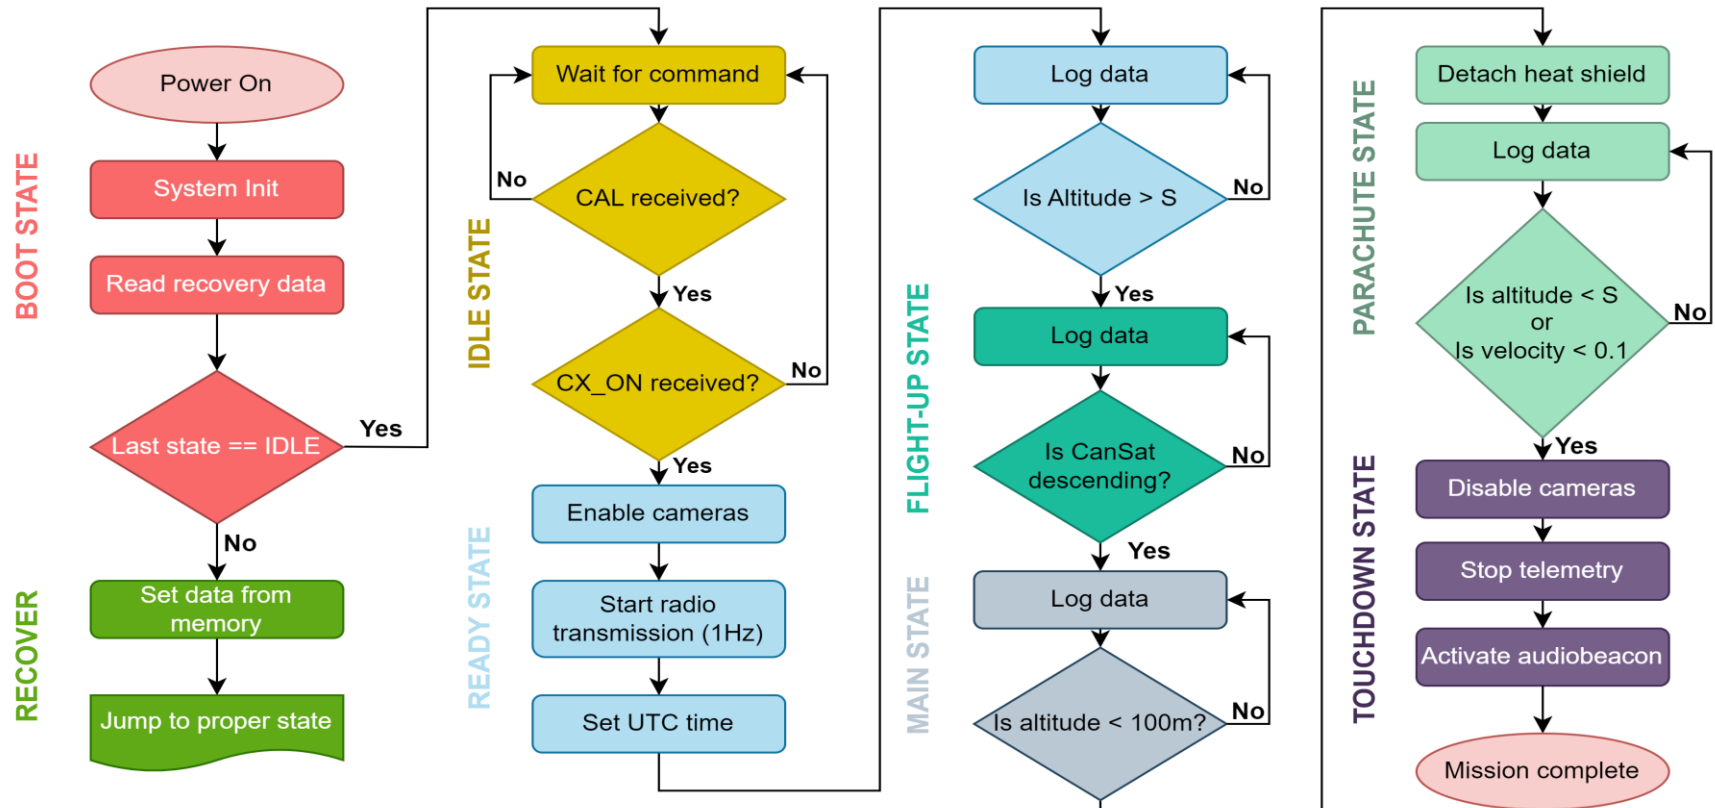 BOOT STATE
Power On
System Init
Read recovery data
Last state == IDLE
Yes
No
RECOVER
Set data from
memory
Jump to proper state
IDLE STATE
Wait for command
CAL received?
No
Yes
CX_ON received?
No
Yes
READY STATE
Enable cameras
Start radio
transmission (1Hz)
Set UTC time
Log data
Is Altitude > S
No
Yes
FLIGHT-UP STATE
Log data
Is CanSat
descending?
No
Yes
MAIN STATE
Log data
Is altitude < 100m?
No
PARACHUTE STATE
Detach heat shield
Log data
Is altitude < S
or
Is velocity < 0.1
No
Yes
TOUCHDOWN STATE
Disable cameras
Stop telemetry
Activate audiobeacon
Mission complete